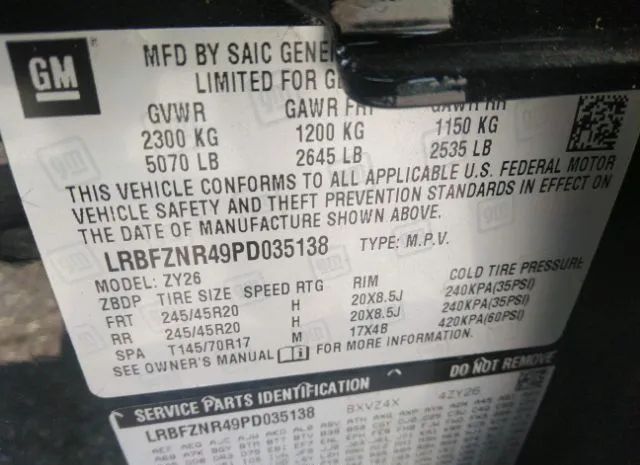 GM
MFD BY SAIC GENE
LIMITED FOR
GVWR GAWR FRT GAWR RR
2300 KG 1200 KG 1150 KG
5070 LB 2645 LB 2535 LB
THIS VEHICLE CONFORMS TO ALL APPLICABLE U.S. FEDERAL MOTOR
VEHICLE SAFETY AND THEFT PREVENTION STANDARDS IN EFFECT ON
THE DATE OF MANUFACTURE SHOWN ABOVE.
LRBFZNR49PD035138 TYPE: M.P.V.
MODEL: ZY26
ZBDP TIRE SIZE SPEED RTG RIM COLD TIRE PRESSURE
FRT 245/45R20 H 20X8.5J 240KPA(35PSI)
RR 245/45R20 H 20X8.5J 240KPA(35PSI)
SPA T145/70R17 M 17X4B 420KPA(60PSI)
SEE OWNER'S MANUAL FOR MORE INFORMATION.
SERVICE PARTS IDENTIFICATION DO NOT REMOVE
LRBFZNR49PD035138 BXVZ4X 4ZY26